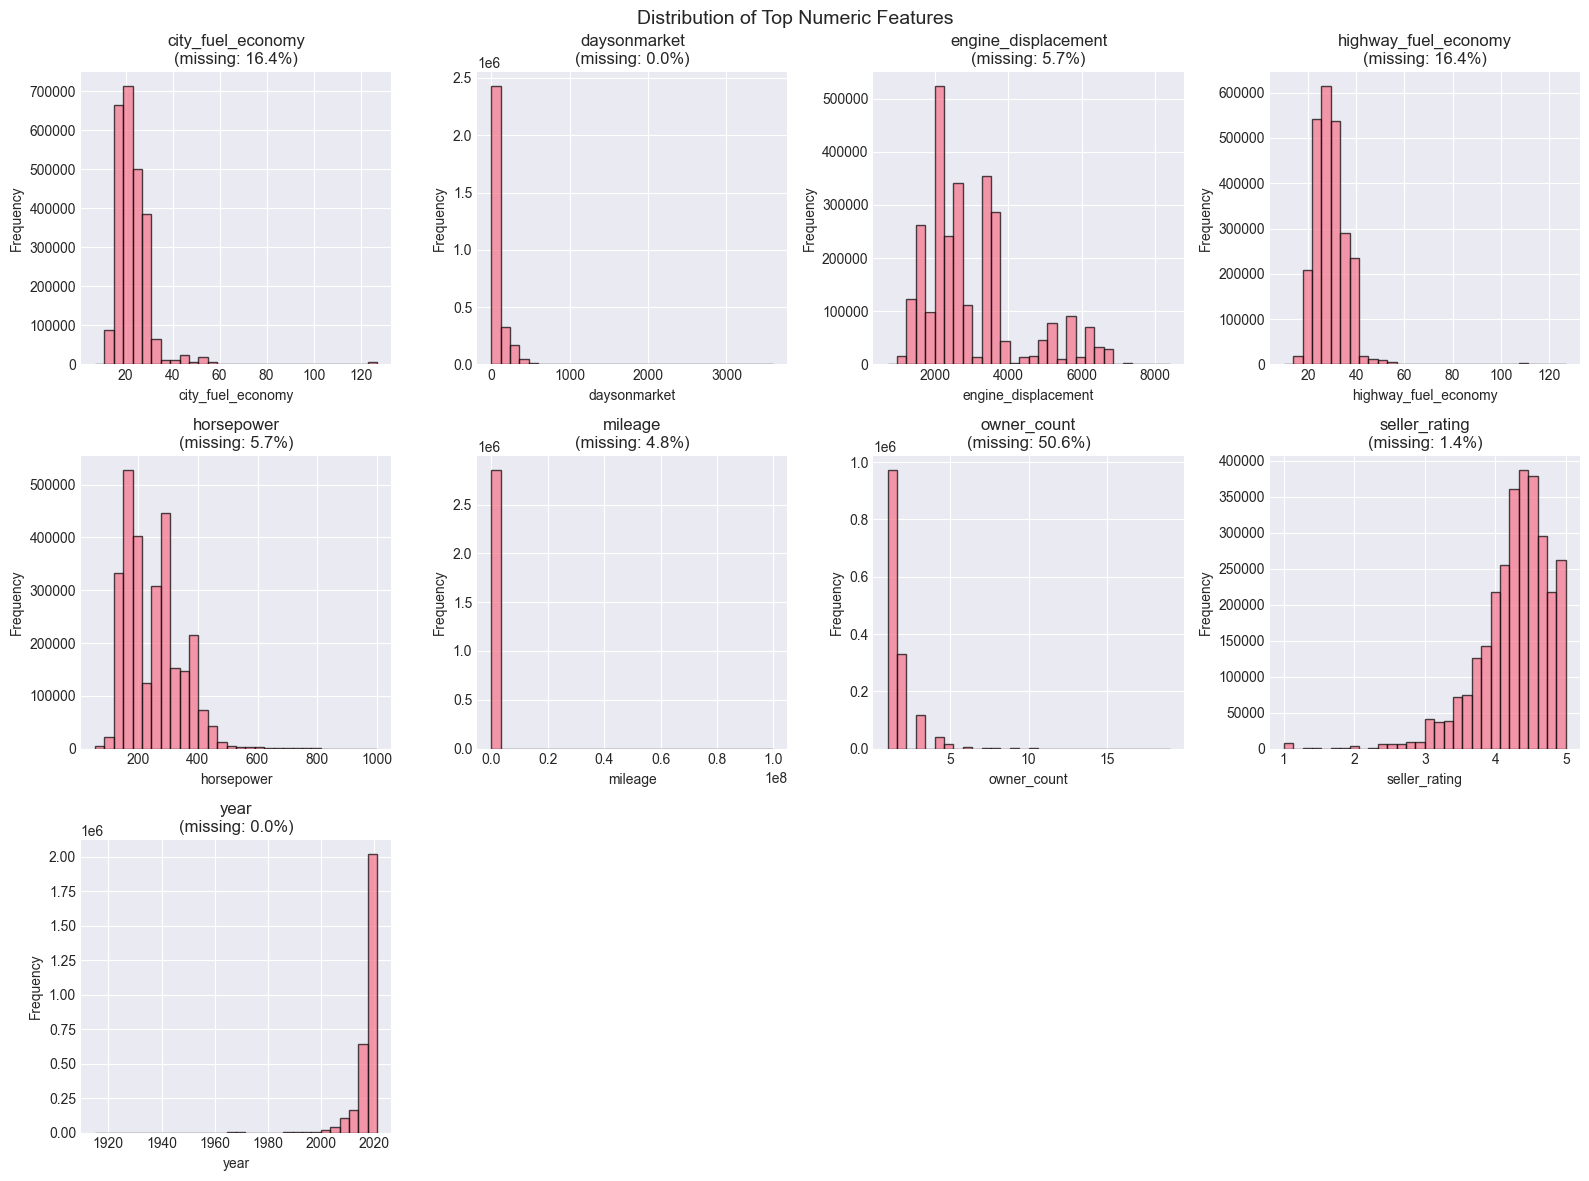 Distribution of Top Numeric Features
city_fuel_economy
(missing: 16.4%)
700000
600000
500000
400000
300000
200000
100000
0
Frequency
20 40 60 80 100 120
city_fuel_economy
daysonmarket
(missing: 0.0%)
1e6
2.5
2.0
1.5
1.0
0.5
0.0
Frequency
0 1000 2000 3000
daysonmarket
engine_displacement
(missing: 5.7%)
500000
400000
300000
200000
100000
0
Frequency
2000 4000 6000 8000
engine_displacement
highway_fuel_economy
(missing: 16.4%)
600000
500000
400000
300000
200000
100000
0
Frequency
20 40 60 80 100 120
highway_fuel_economy
horsepower
(missing: 5.7%)
500000
400000
300000
200000
100000
0
Frequency
200 400 600 800 1000
horsepower
mileage
(missing: 4.8%)
1e6
2.5
2.0
1.5
1.0
0.5
0.0
Frequency
0.0 0.2 0.4 0.6 0.8 1.0
1e8
mileage
owner_count
(missing: 50.6%)
1e6
1.0
0.8
0.6
0.4
0.2
0.0
Frequency
5 10 15
owner_count
seller_rating
(missing: 1.4%)
400000
350000
300000
250000
200000
150000
100000
50000
0
Frequency
1 2 3 4 5
seller_rating
year
(missing: 0.0%)
1e6
2.00
1.75
1.50
1.25
1.00
0.75
0.50
0.25
0.00
Frequency
1920 1940 1960 1980 2000 2020
year